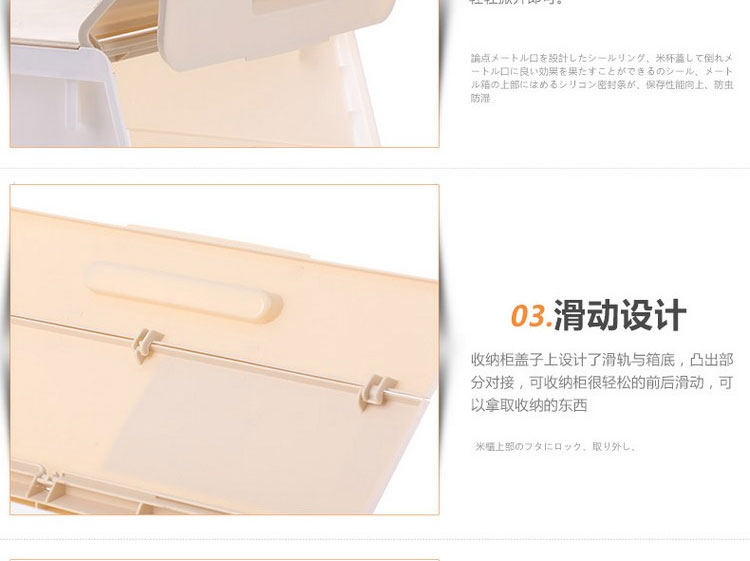 論点メートル口を設計したシールリング、米杯蓋して倒れメ
ートル口に良い効果を果たすことができるのシール、メート
ル箱の上部にはめるシリコン密封条が、保存性能向上、防虫
防湿
03.滑动设计
收纳柜盖子上设计了滑轨与箱底，凸出部
分对接，可收纳柜很轻松的前后滑动，可
以拿取收纳的东西
米櫃上部のフタにロック、取り外し、